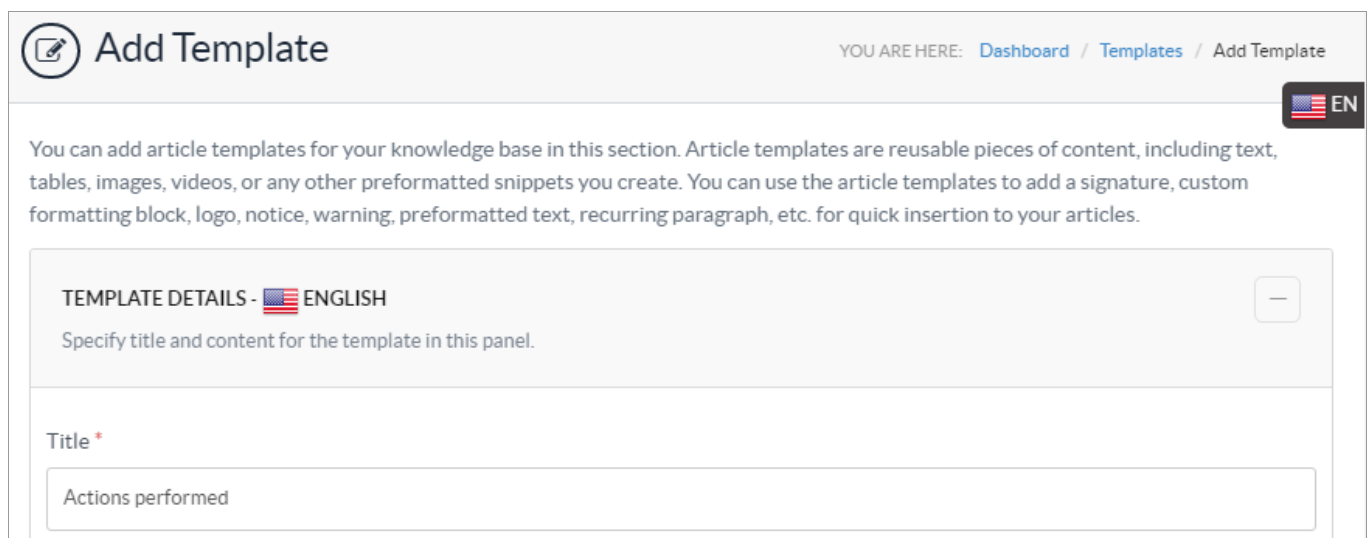 Add Template
YOU ARE HERE: Dashboard / Templates / Add Template
EN
You can add article templates for your knowledge base in this section. Article templates are reusable pieces of content, including text,
tables, images, videos, or any other preformatted snippets you create. You can use the article templates to add a signature, custom
formatting block, logo, notice, warning, preformatted text, recurring paragraph, etc. for quick insertion to your articles.
TEMPLATE DETAILS - ENGLISH
Specify title and content for the template in this panel.
Title *
Actions performed